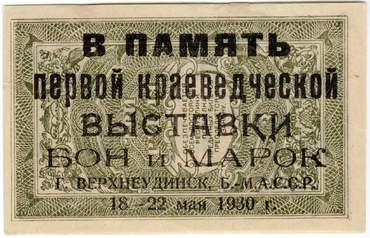 В ПАМЯТЬ
первой краеведческой
ВЫСТАВКИ
БОН и МАРОК
Г. ВЕРХНЕУДИНСК, Б.-М.А.С.С.Р.
18–22 мая 1930 г.